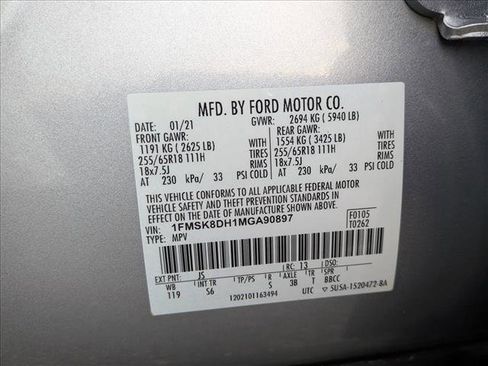 MFD. BY FORD MOTOR CO.
DATE: 01/21 GVWR: 2694 KG ( 5940 LB)
FRONT GAWR: REAR GAWR:
1191 KG ( 2625 LB) WITH 1554 KG ( 3425 LB) WITH
255/65R18 111H TIRES 255/65R18 111H TIRES
18x7.5J RIMS 18x7.5J RIMS
AT 230 kPa/ 33 PSI COLD AT 230 kPa/ 33 PSI COLD
THIS VEHICLE CONFORMS TO ALL APPLICABLE FEDERAL MOTOR
VEHICLE SAFETY AND THEFT PREVENTION STANDARDS IN EFFECT ON
THE DATE OF MANUFACTURE SHOWN ABOVE.
VIN: 1FMSK8DH1MGA90897 F0105
TYPE: MPV T0262
EXT PNT: JS RC: 13 DSO:
WB INT TR TP/PS R AXLE TR SPR
119 S6 S 3B T BBCC
1202101163494 UTC ▽ 5USA-1520472-BA